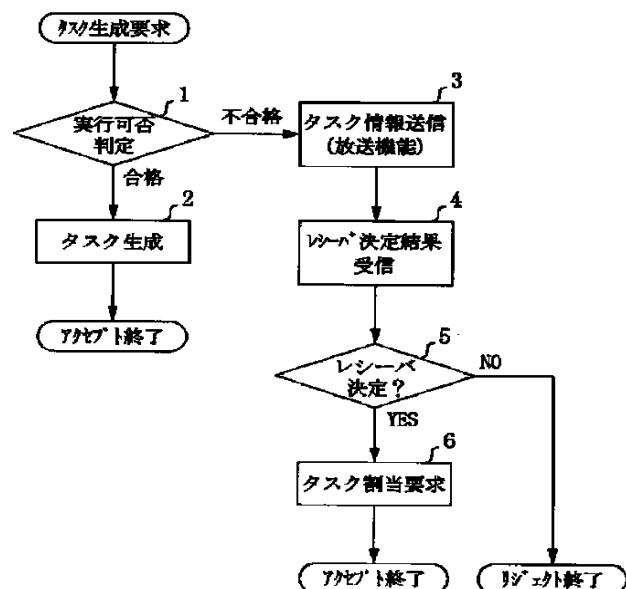 タスク生成要求
1
実行可否
判定
不合格
合格
2
タスク生成
アクセプト終了
3
タスク情報送信
(放送機能)
4
レシーバ決定結果
受信
5
レシーバ
決定?
NO
YES
6
タスク割当要求
アクセプト終了
リジェクト終了